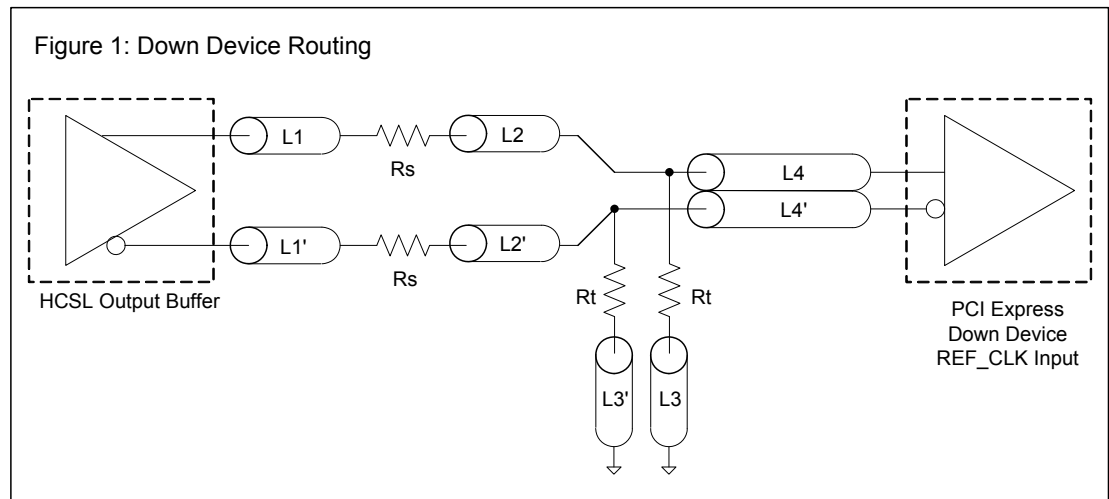 Figure 1: Down Device Routing
L1
Rs
L2
L4
L4'
L1'
Rs
L2'
HCSL Output Buffer
Rt
Rt
L3'
L3
PCI Express
Down Device
REF_CLK Input